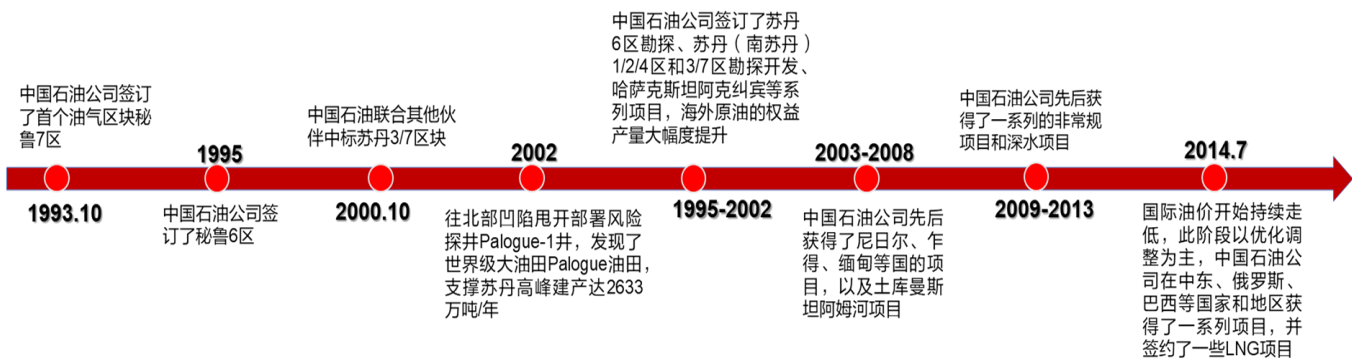 中国石油公司签订
了首个油气区块秘
鲁7区
1993.10
1995
中国石油公司签
订了秘鲁6区
中国石油联合其他伙
伴中标苏丹3/7区块
2000.10
2002
往北部凹陷甩开部署风险
探井Palogue-1井，发现了
世界级大油田Palogue油田，
支撑苏丹高峰建产达2633
万吨/年
中国石油公司签订了苏丹
6区勘探、苏丹（南苏丹）
1/2/4区和3/7区勘探开发、
哈萨克斯坦阿克纠宾等系
列项目，海外原油的权益
产量大幅度提升
1995-2002
2003-2008
中国石油公司先后
获得了尼日尔、乍
得、缅甸等国的项
目，以及土库曼斯
坦阿姆河项目
中国石油公司先后获
得了一系列的非常规
项目和深水项目
2009-2013
2014.7
国际油价开始持续走
低，此阶段以优化调
整为主，中国石油公
司在中东、俄罗斯、
巴西等国家和地区获
得了一系列项目，并
签约了一些LNG项目